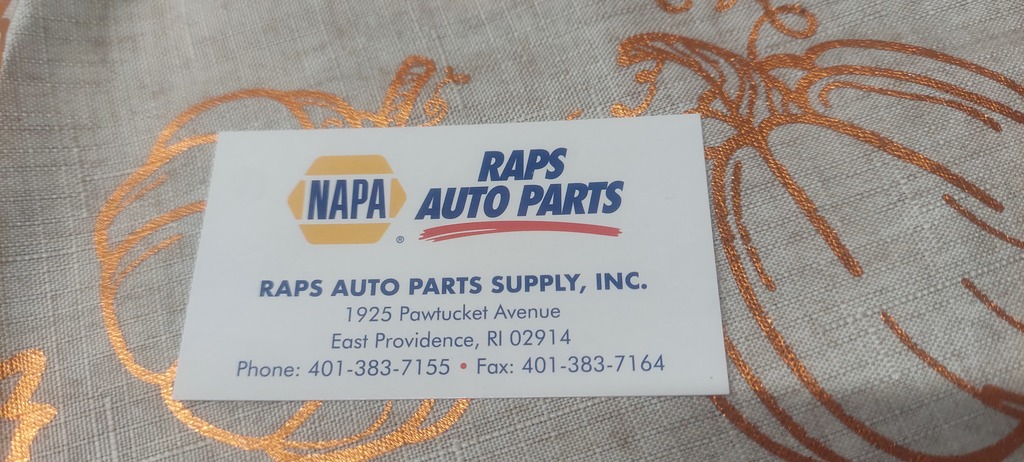 NAPA ®
RAPS
AUTO PARTS
RAPS AUTO PARTS SUPPLY, INC.
1925 Pawtucket Avenue
East Providence, RI 02914
Phone: 401-383-7155 • Fax: 401-383-7164